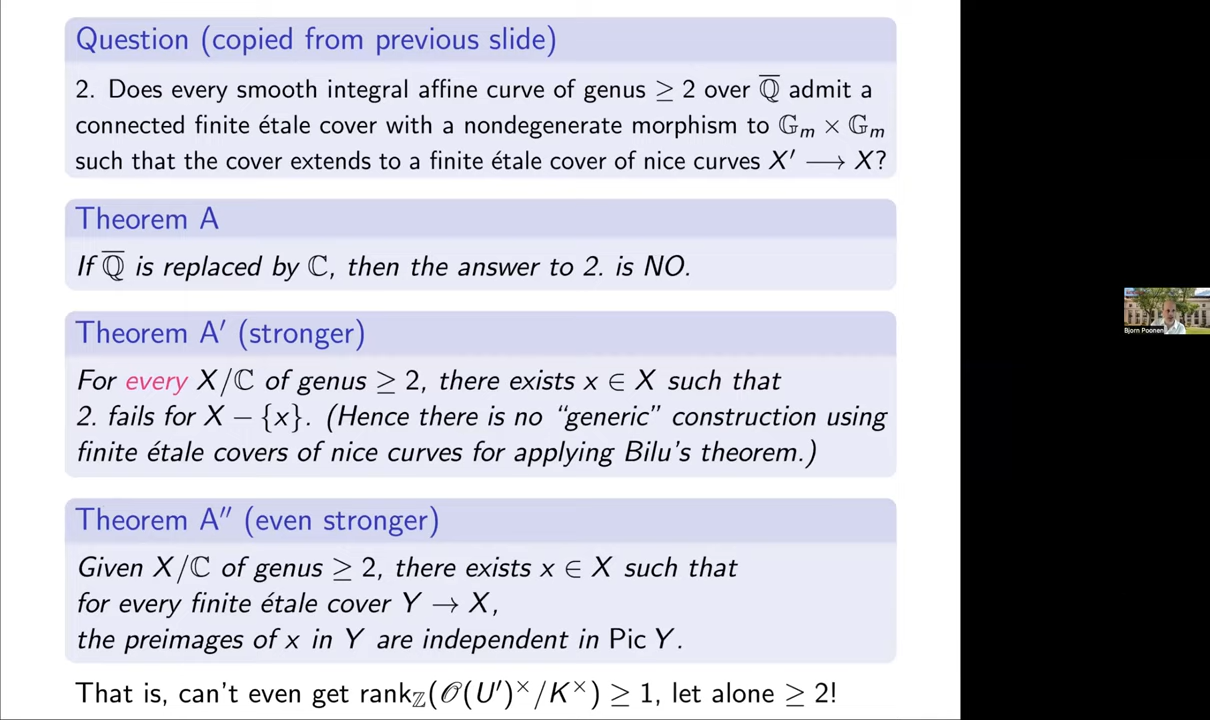 Question (copied from previous slide)
2. Does every smooth integral affine curve of genus ≥ 2 over ℚ̅ admit a
connected finite étale cover with a nondegenerate morphism to 𝔾ₘ × 𝔾ₘ
such that the cover extends to a finite étale cover of nice curves X′ ⟶ X?
Theorem A
If ℚ̅ is replaced by ℂ, then the answer to 2. is NO.
Theorem A′ (stronger)
For every X/ℂ of genus ≥ 2, there exists x ∈ X such that
2. fails for X − {x}. (Hence there is no “generic” construction using
finite étale covers of nice curves for applying Bilu’s theorem.)
Theorem A″ (even stronger)
Given X/ℂ of genus ≥ 2, there exists x ∈ X such that
for every finite étale cover Y → X,
the preimages of x in Y are independent in Pic Y.
That is, can’t even get rank_ℤ(𝒪(U′)^×/K^×) ≥ 1, let alone ≥ 2!
Bjorn Poonen